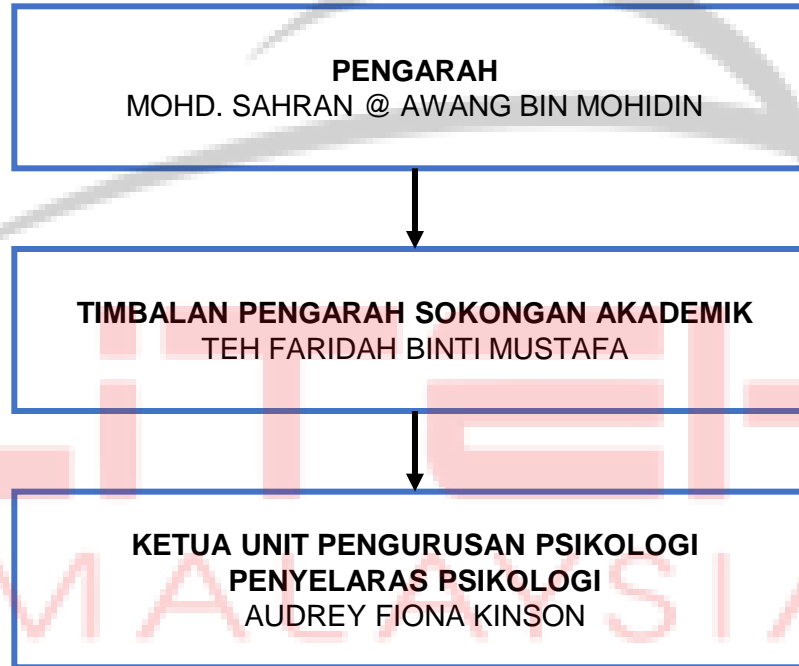 PENGARAH
MOHD. SAHRAN @ AWANG BIN MOHIDIN
TIMBALAN PENGARAH SOKONGAN AKADEMIK
TEH FARIDAH BINTI MUSTAFA
KETUA UNIT PENGURUSAN PSIKOLOGI
PENYELARAS PSIKOLOGI
AUDREY FIONA KINSON
MALAYSIA